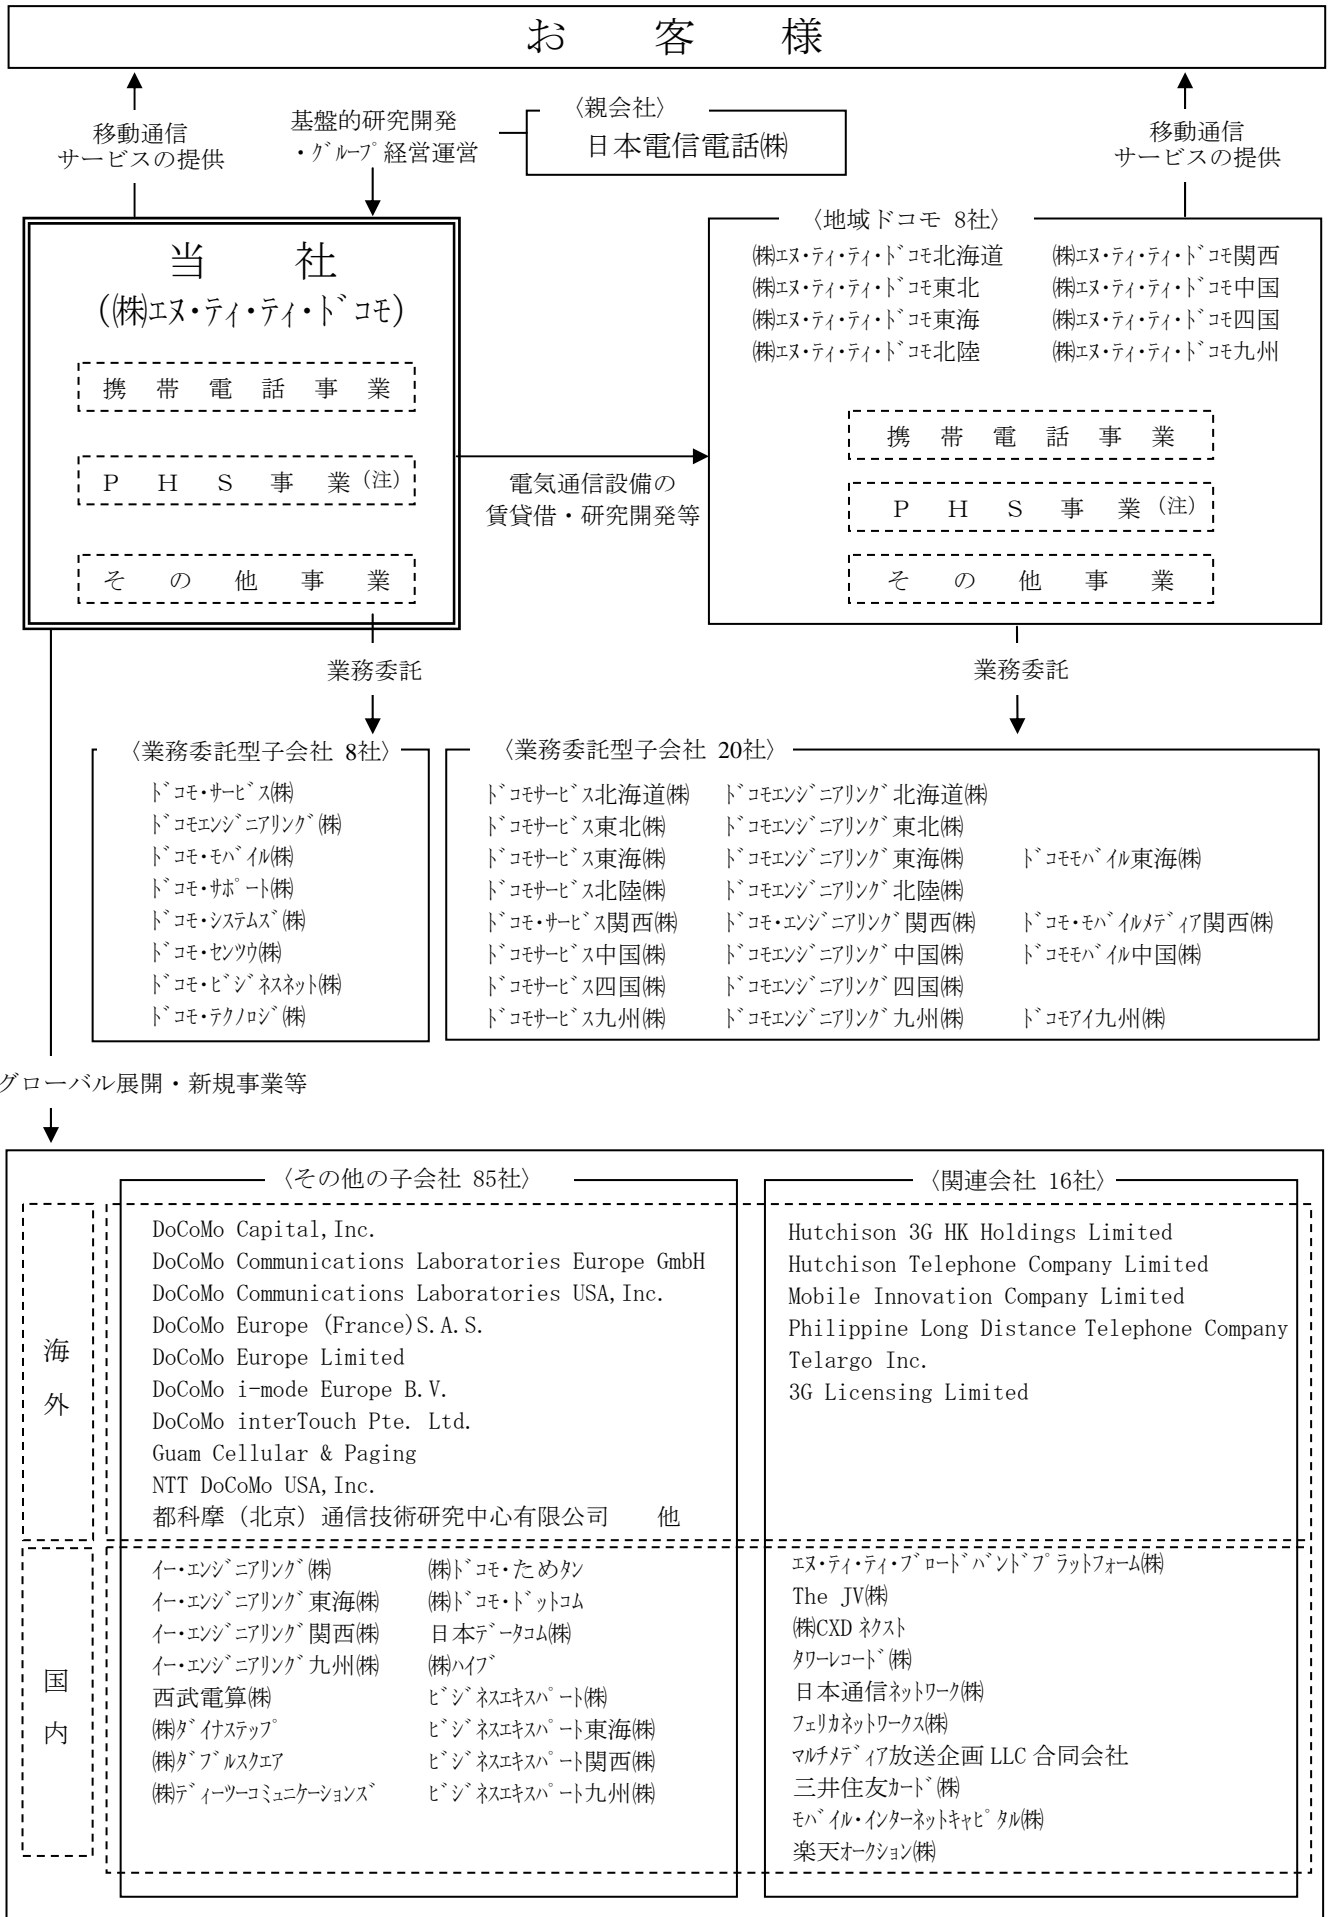 お 客 様
移動通信
サービスの提供
基盤的研究開発
・グループ経営運営
〈親会社〉
日本電信電話㈱
移動通信
サービスの提供
当 社
(㈱エヌ・ティ・ティ・ドコモ)
携 帯 電 話 事 業
P H S 事 業 (注)
そ の 他 事 業
電気通信設備の
賃貸借・研究開発等
〈地域ドコモ 8社〉
㈱エヌ・ティ・ティ・ドコモ北海道 ㈱エヌ・ティ・ティ・ドコモ関西
㈱エヌ・ティ・ティ・ドコモ東北 ㈱エヌ・ティ・ティ・ドコモ中国
㈱エヌ・ティ・ティ・ドコモ東海 ㈱エヌ・ティ・ティ・ドコモ四国
㈱エヌ・ティ・ティ・ドコモ北陸 ㈱エヌ・ティ・ティ・ドコモ九州
携 帯 電 話 事 業
P H S 事 業 (注)
そ の 他 事 業
業務委託
業務委託
〈業務委託型子会社 8社〉
ドコモ・サービス㈱
ドコモエンジニアリング㈱
ドコモ・モバイル㈱
ドコモ・サポート㈱
ドコモ・システムズ㈱
ドコモ・センツウ㈱
ドコモ・ビジネスネット㈱
ドコモ・テクノロジ㈱
〈業務委託型子会社 20社〉
ドコモサービス北海道㈱ ドコモエンジニアリング北海道㈱
ドコモサービス東北㈱ ドコモエンジニアリング東北㈱
ドコモサービス東海㈱ ドコモエンジニアリング東海㈱ ドコモモバイル東海㈱
ドコモサービス北陸㈱ ドコモエンジニアリング北陸㈱
ドコモ・サービス関西㈱ ドコモ・エンジニアリング関西㈱ ドコモ・モバイルメディア関西㈱
ドコモサービス中国㈱ ドコモエンジニアリング中国㈱ ドコモモバイル中国㈱
ドコモサービス四国㈱ ドコモエンジニアリング四国㈱
ドコモサービス九州㈱ ドコモエンジニアリング九州㈱ ドコモアイ九州㈱
グローバル展開・新規事業等
〈その他の子会社 85社〉
〈関連会社 16社〉
海
外
DoCoMo Capital,Inc.
DoCoMo Communications Laboratories Europe GmbH
DoCoMo Communications Laboratories USA,Inc.
DoCoMo Europe (France)S.A.S.
DoCoMo Europe Limited
DoCoMo i-mode Europe B.V.
DoCoMo interTouch Pte. Ltd.
Guam Cellular & Paging
NTT DoCoMo USA,Inc.
都科摩（北京）通信技術研究中心有限公司 他
Hutchison 3G HK Holdings Limited
Hutchison Telephone Company Limited
Mobile Innovation Company Limited
Philippine Long Distance Telephone Company
Telargo Inc.
3G Licensing Limited
国
内
イー・エンジニアリング㈱ ㈱ドコモ・ためタン
イー・エンジニアリング東海㈱ ㈱ドコモ・ドットコム
イー・エンジニアリング関西㈱ 日本データコム㈱
イー・エンジニアリング九州㈱ ㈱ハイブ
西武電算㈱ ビジネスエキスパート㈱
㈱ダイナステップ ビジネスエキスパート東海㈱
㈱ダブルスクエア ビジネスエキスパート関西㈱
㈱ディーツーコミュニケーションズ ビジネスエキスパート九州㈱
エヌ・ティ・ティ・ブロードバンドプラットフォーム㈱
The JV㈱
㈱CXDネクスト
タワーレコード㈱
日本通信ネットワーク㈱
フェリカネットワークス㈱
マルチメディア放送企画 LLC 合同会社
三井住友カード㈱
モバイル・インターネットキャピタル㈱
楽天オークション㈱